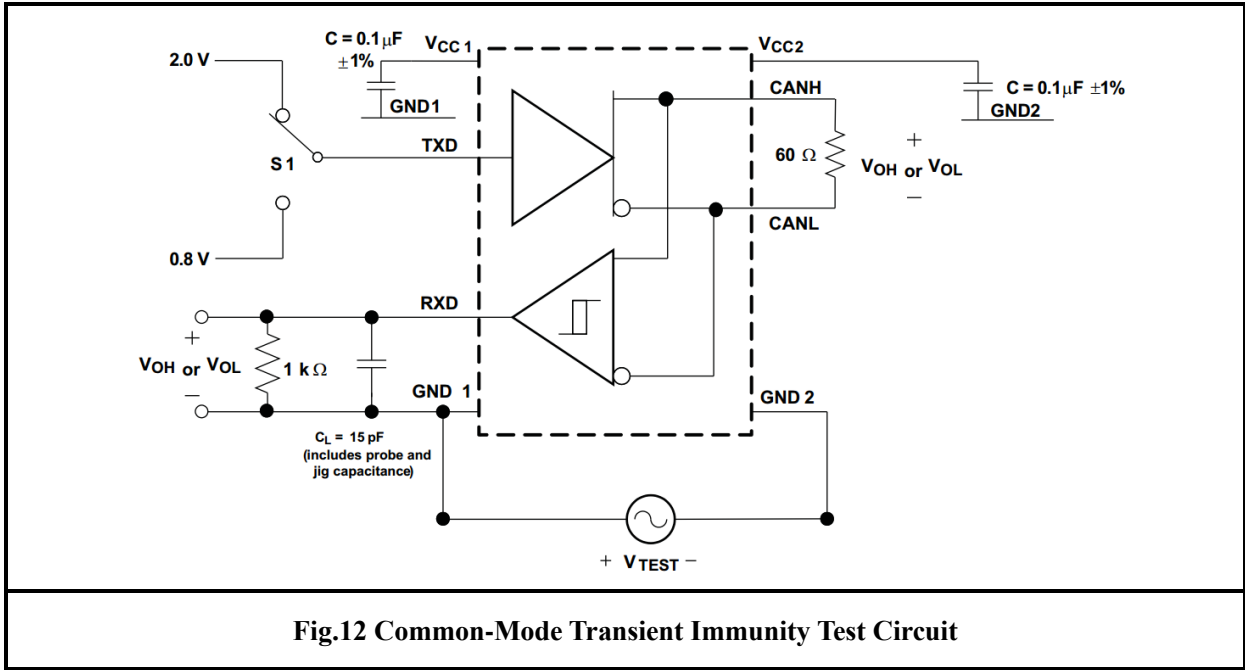 C = 0.1 μF
±1%
VCC 1
VCC2
2.0 V
GND1
CANH
C = 0.1μF ±1%
GND2
S 1
TXD
60 Ω
+
VOH or VOL
−
CANL
0.8 V
RXD
+
VOH or VOL
−
1 k Ω
GND 1
GND 2
CL = 15 pF
(includes probe and
jig capacitance)
+ VTEST −
Fig.12 Common-Mode Transient Immunity Test Circuit